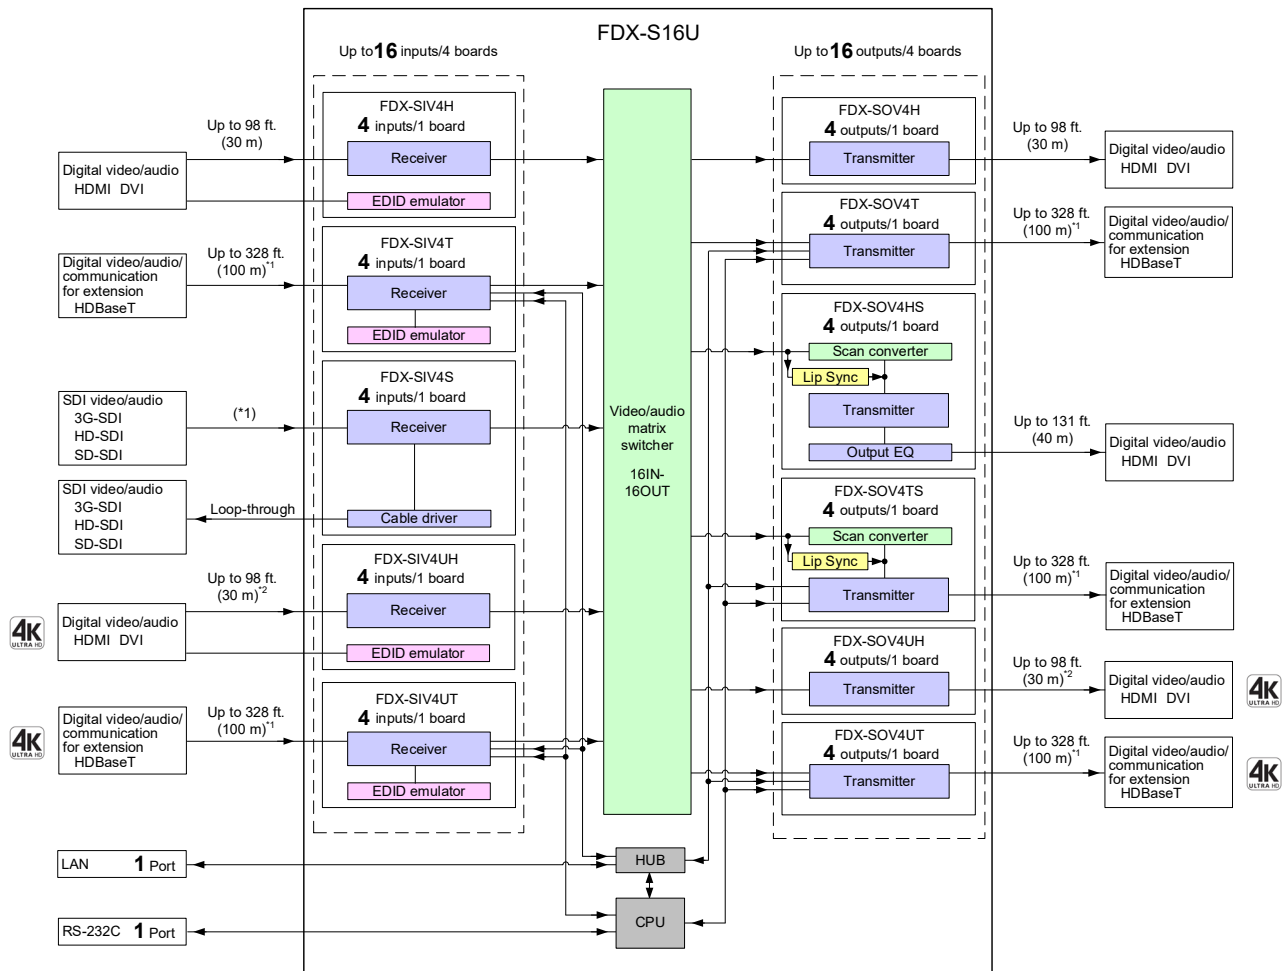 FDX-S16U
Up to 16 inputs/4 boards
Up to 16 outputs/4 boards
FDX-SIV4H
4 inputs/1 board
Up to 98 ft.
(30 m)
Receiver
Digital video/audio
HDMI DVI
EDID emulator
FDX-SIV4T
4 inputs/1 board
Up to 328 ft.
(100 m)*1
Digital video/audio/
communication
for extension
HDBaseT
Receiver
EDID emulator
FDX-SIV4S
4 inputs/1 board
SDI video/audio
3G-SDI
HD-SDI
SD-SDI
(*1)
Receiver
SDI video/audio
3G-SDI
HD-SDI
SD-SDI
Loop-through
Cable driver
FDX-SIV4UH
4 inputs/1 board
Up to 98 ft.
(30 m)*2
Receiver
4K
ULTRA HD
Digital video/audio
HDMI DVI
EDID emulator
FDX-SIV4UT
4 inputs/1 board
Up to 328 ft.
(100 m)*1
4K
ULTRA HD
Digital video/audio/
communication
for extension
HDBaseT
Receiver
EDID emulator
Video/audio
matrix
switcher
16IN-
16OUT
FDX-SOV4H
4 outputs/1 board
Transmitter
Up to 98 ft.
(30 m)
Digital video/audio
HDMI DVI
FDX-SOV4T
4 outputs/1 board
Transmitter
Up to 328 ft.
(100 m)*1
Digital video/audio/
communication
for extension
HDBaseT
FDX-SOV4HS
4 outputs/1 board
Scan converter
Lip Sync
Transmitter
Output EQ
Up to 131 ft.
(40 m)
Digital video/audio
HDMI DVI
FDX-SOV4TS
4 outputs/1 board
Scan converter
Lip Sync
Transmitter
Up to 328 ft.
(100 m)*1
Digital video/audio/
communication
for extension
HDBaseT
FDX-SOV4UH
4 outputs/1 board
Transmitter
Up to 98 ft.
(30 m)*2
Digital video/audio
HDMI DVI
4K
ULTRA HD
FDX-SOV4UT
4 outputs/1 board
Transmitter
Up to 328 ft.
(100 m)*1
Digital video/audio/
communication
for extension
HDBaseT
4K
ULTRA HD
LAN 1 Port
HUB
RS-232C 1 Port
CPU